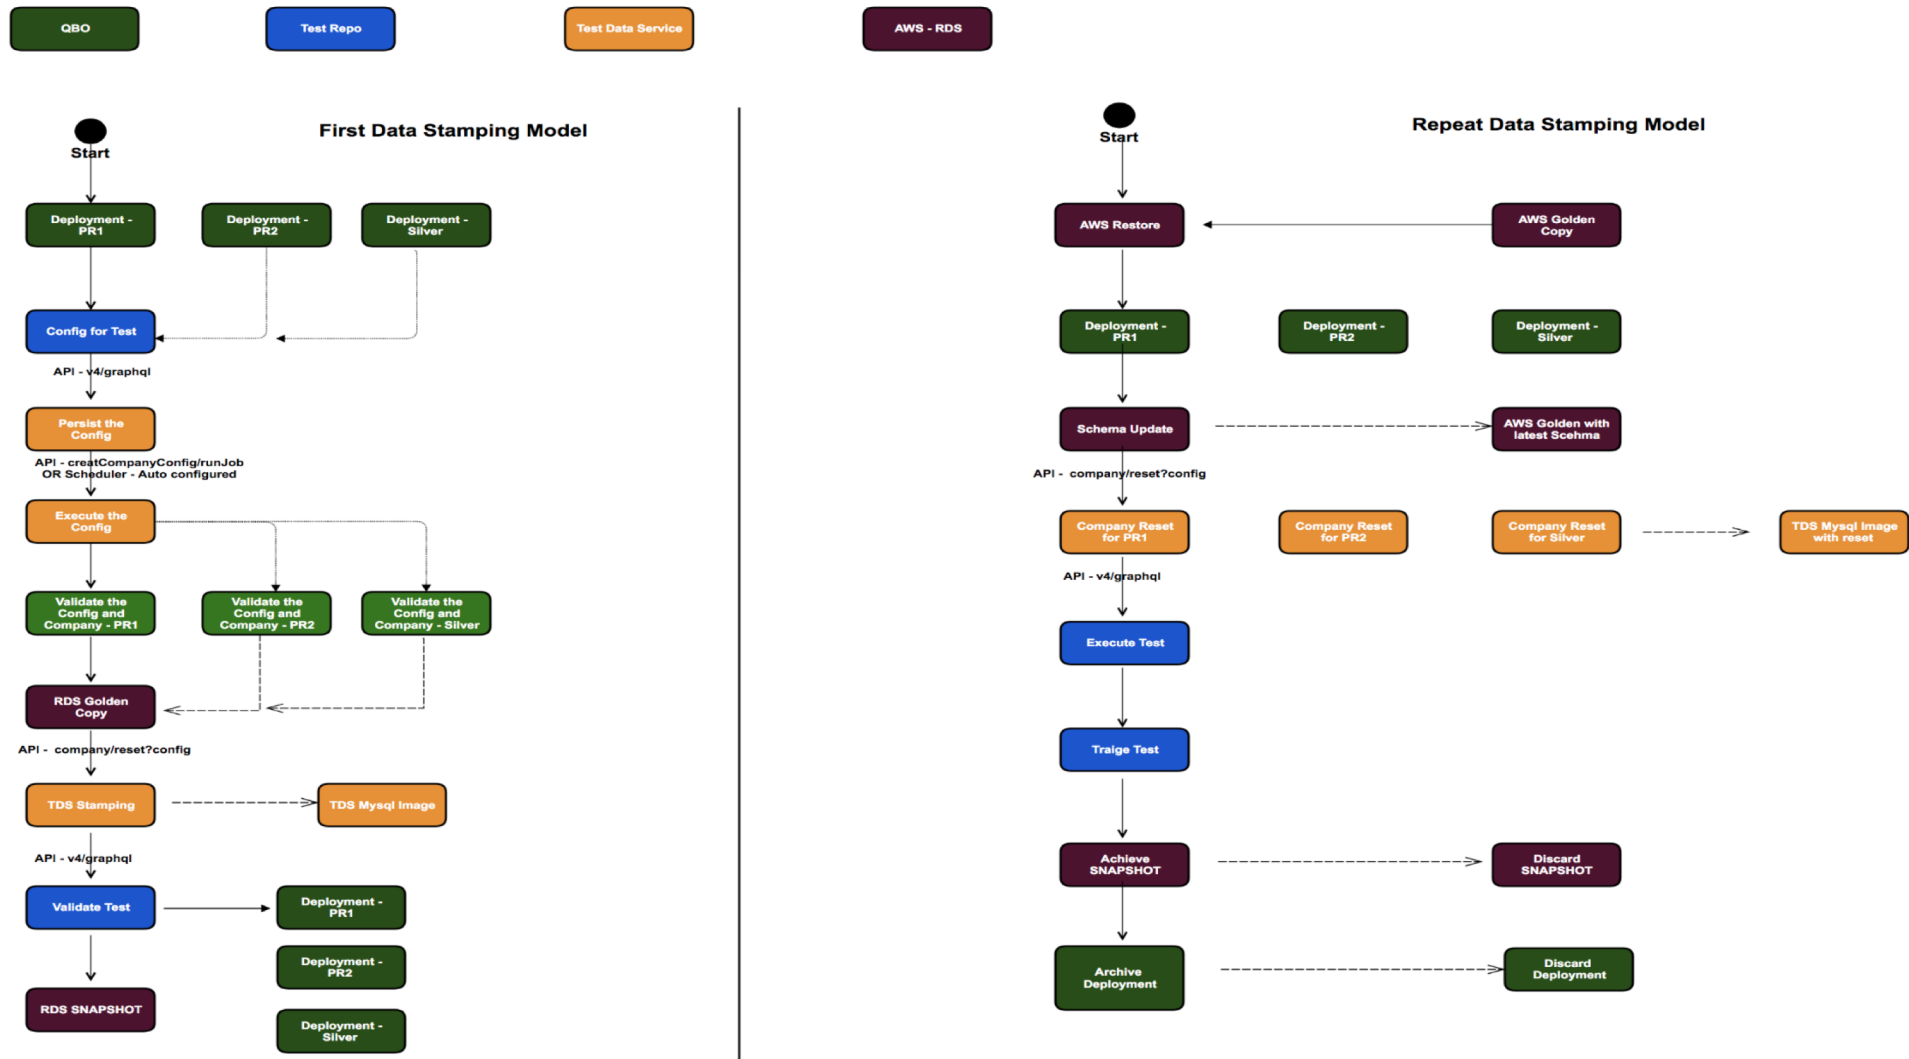 QBO
Test Repo
Test Data Service
AWS - RDS
First Data Stamping Model
Start
Deployment -
PR1
Deployment -
PR2
Deployment -
Silver
Config for Test
API - v4/graphql
Persist the
Config
API - creatCompanyConfig/runJob
OR Scheduler - Auto configured
Execute the
Config
Validate the
Config and
Company - PR1
Validate the
Config and
Company - PR2
Validate the
Config and
Company - Silver
RDS Golden
Copy
API - company/reset?config
TDS Stamping
TDS Mysql Image
API - v4/graphql
Validate Test
Deployment -
PR1
Deployment -
PR2
RDS SNAPSHOT
Deployment -
Silver
Repeat Data Stamping Model
Start
AWS Restore
AWS Golden
Copy
Deployment -
PR1
Deployment -
PR2
Deployment -
Silver
Schema Update
AWS Golden with
latest Scehma
API - company/reset?config
Company Reset
for PR1
Company Reset
for PR2
Company Reset
for Silver
TDS Mysql Image
with reset
API - v4/graphql
Execute Test
Traige Test
Achieve
SNAPSHOT
Discard
SNAPSHOT
Archive
Deployment
Discard
Deployment